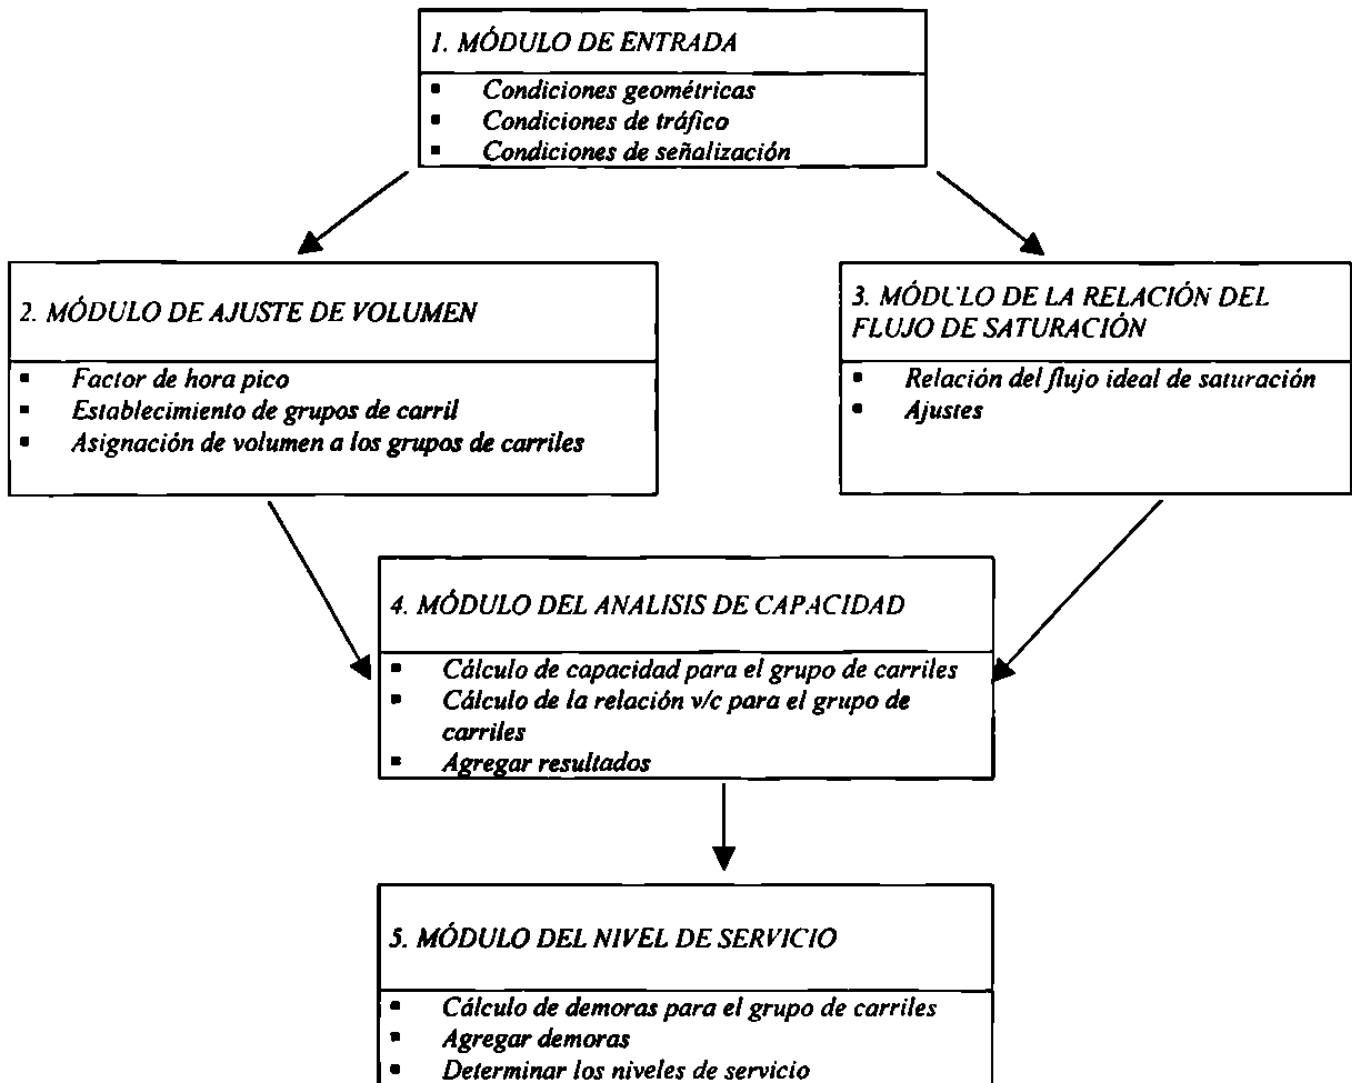 1. MÓDULO DE ENTRADA
▪ Condiciones geométricas
▪ Condiciones de tráfico
▪ Condiciones de señalización
2. MÓDULO DE AJUSTE DE VOLUMEN
▪ Factor de hora pico
▪ Establecimiento de grupos de carril
▪ Asignación de volumen a los grupos de carriles
3. MÓDULO DE LA RELACIÓN DEL
FLUJO DE SATURACIÓN
▪ Relación del flujo ideal de saturación
▪ Ajustes
4. MÓDULO DEL ANALISIS DE CAPACIDAD
▪ Cálculo de capacidad para el grupo de carriles
▪ Cálculo de la relación v/c para el grupo de
carriles
▪ Agregar resultados
5. MÓDULO DEL NIVEL DE SERVICIO
▪ Cálculo de demoras para el grupo de carriles
▪ Agregar demoras
▪ Determinar los niveles de servicio